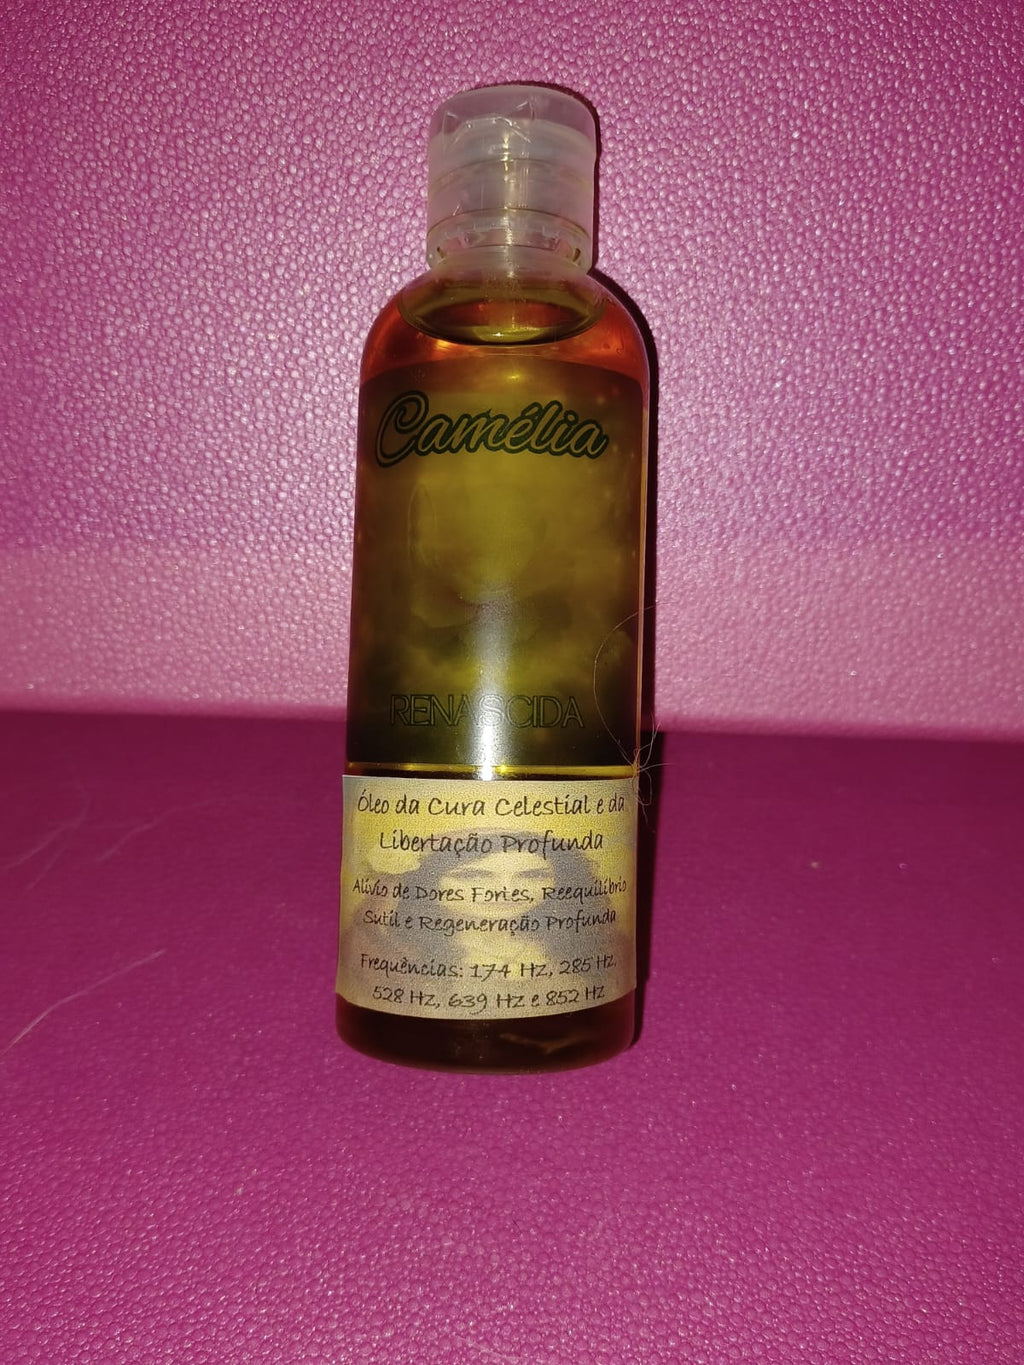 Camélia
RENASCIDA
Óleo da Cura Celestial e da
Libertação Profunda
Alívio de Dores Fortes, Reequilíbrio
Sutil e Regeneração Profunda
Frequências: 174 Hz, 285 Hz,
528 Hz, 639 Hz e 852 Hz